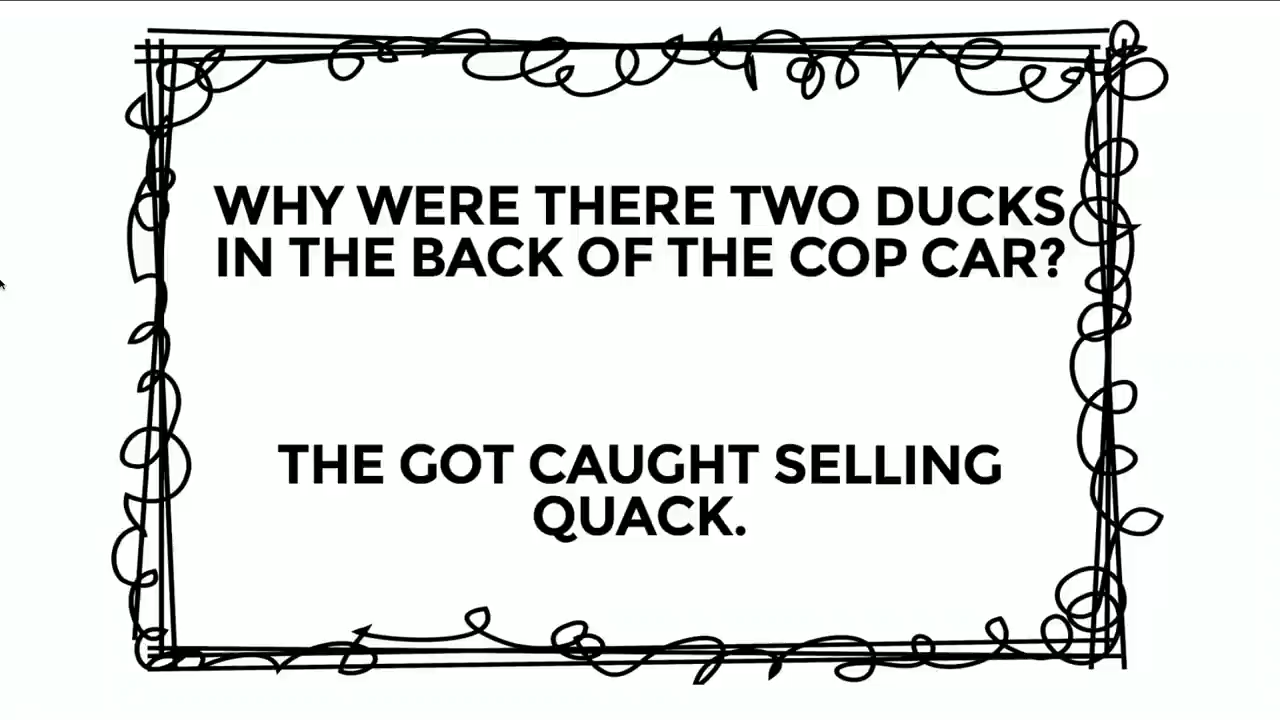 WHY WERE THERE TWO DUCKS
IN THE BACK OF THE COP CAR?
THE GOT CAUGHT SELLING
QUACK.